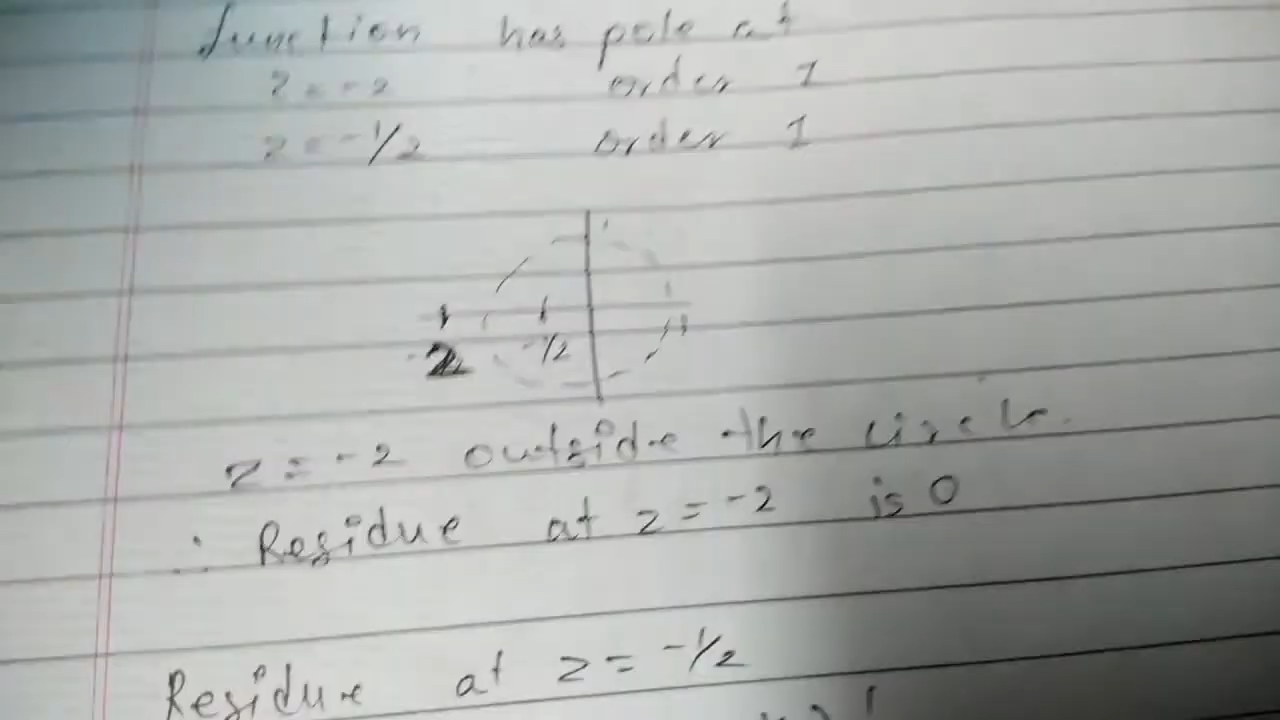 function has pole at
z = -2 order 1
z = -1/2 order 1
-2 -1/2 1
z = -2 outside the circle.
∴ Residue at z = -2 is 0
Residue at z = -1/2